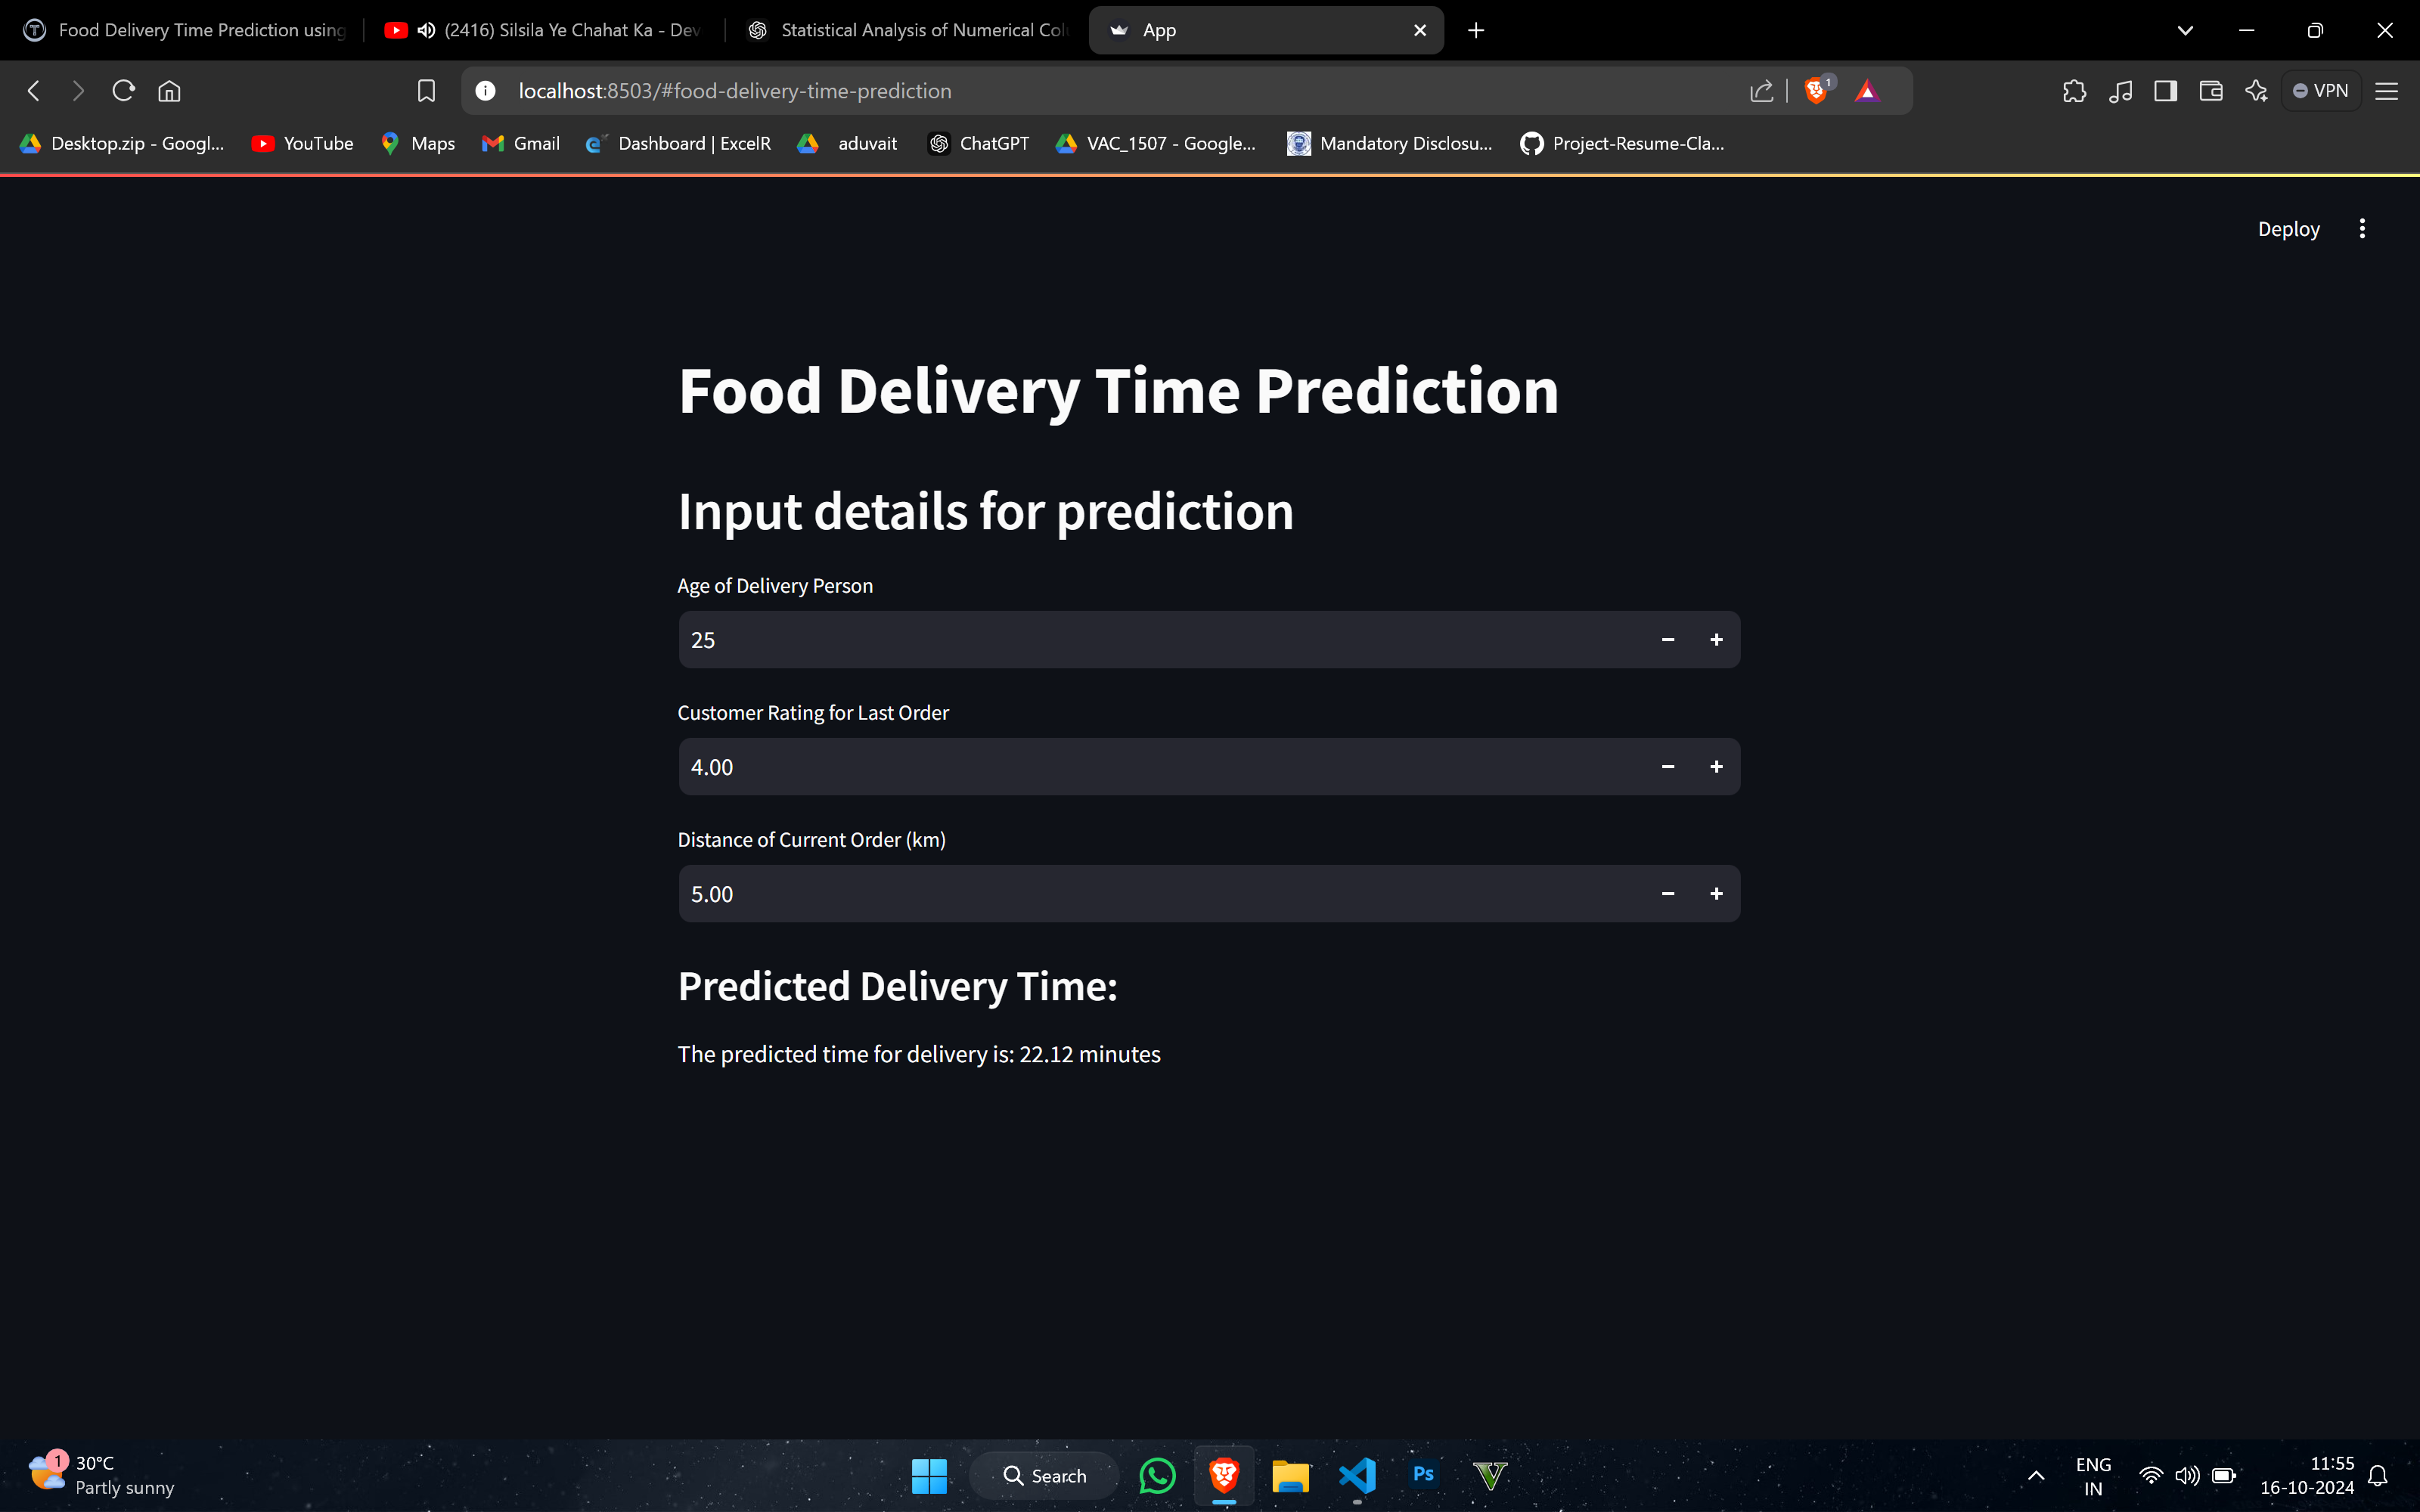 Food Delivery Time Prediction using
(2416) Silsila Ye Chahat Ka - Dev
Statistical Analysis of Numerical Col
App
localhost:8503/#food-delivery-time-prediction
1
VPN
Desktop.zip - Googl...
YouTube
Maps
Gmail
Dashboard | ExcelR
aduvait
ChatGPT
VAC_1507 - Google...
Mandatory Disclosu...
Project-Resume-Cla...
Deploy
Food Delivery Time Prediction
Input details for prediction
Age of Delivery Person
25
Customer Rating for Last Order
4.00
Distance of Current Order (km)
5.00
Predicted Delivery Time:
The predicted time for delivery is: 22.12 minutes
1
30°C
Partly sunny
Search
Ps
ENG
IN
11:55
16-10-2024